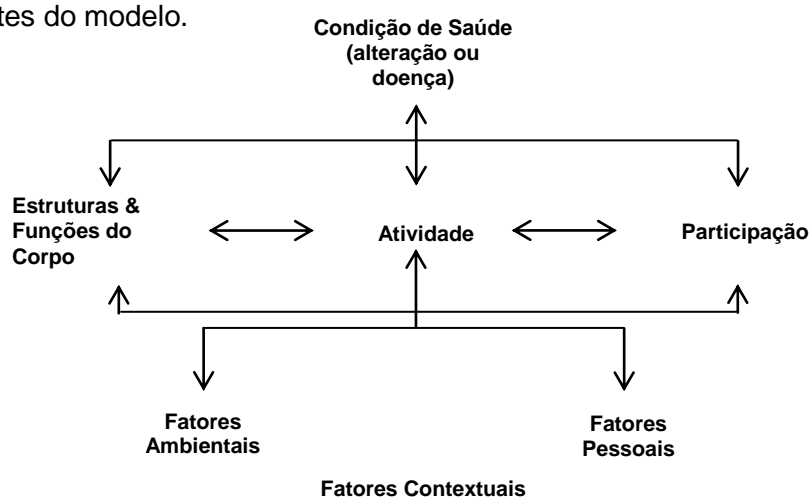 tes do modelo.
Condição de Saúde
(alteração ou
doença)
Estruturas &
Funções do
Corpo
Atividade
Participação
Fatores
Ambientais
Fatores
Pessoais
Fatores Contextuais